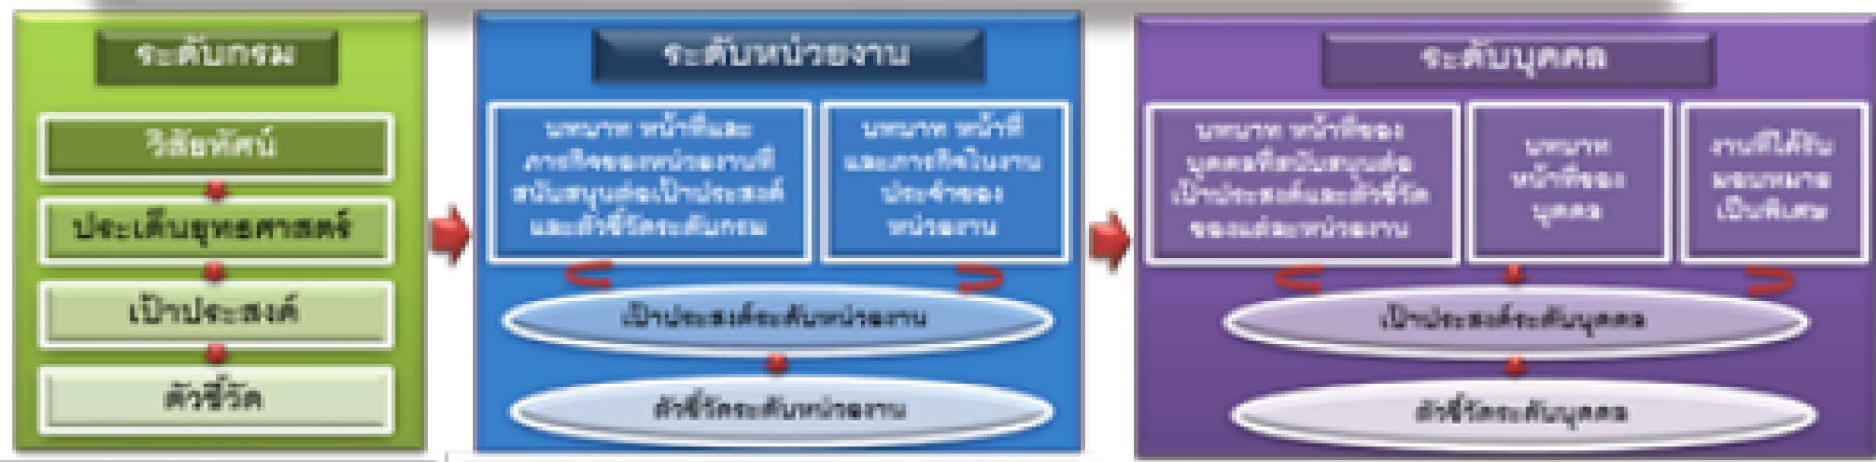 ระดับกรม
วิสัยทัศน์
ประเด็นยุทธศาสตร์
เป้าประสงค์
ตัวชี้วัด
ระดับหน่วยงาน
บทบาท หน้าที่และ
ภารกิจของหน่วยงานที่
สนับสนุนต่อเป้าประสงค์
และตัวชี้วัดระดับกรม
บทบาท หน้าที่
และภารกิจในงาน
ประจำของ
หน่วยงาน
เป้าประสงค์ระดับหน่วยงาน
ตัวชี้วัดระดับหน่วยงาน
ระดับบุคคล
บทบาท หน้าที่ของ
บุคคลที่สนับสนุนต่อ
เป้าประสงค์และตัวชี้วัด
ของแต่ละหน่วยงาน
บทบาท
หน้าที่ของ
บุคคล
งานที่ได้รับ
มอบหมาย
เป็นพิเศษ
เป้าประสงค์ระดับบุคคล
ตัวชี้วัดระดับบุคคล